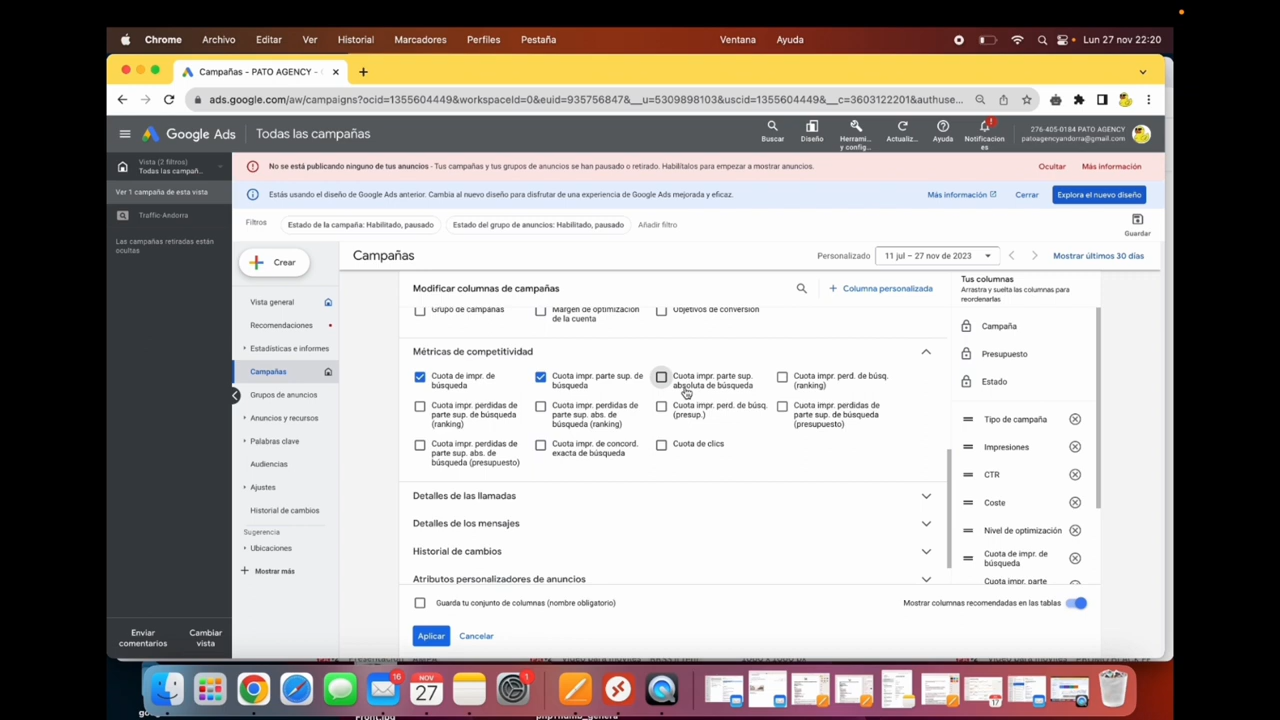 Chrome Archivo Editar Ver Historial Marcadores Perfiles Pestaña Ventana Ayuda Lun 27 nov 22:20
Campañas - PATO AGENCY -
ads.google.com/aw/campaigns?ocid=1355604449&workspaceId=0&euid=935756847&__u=5309898103&uscid=1355604449&__c=3603122201&authuse...
Google Ads Todas las campañas
Buscar
Diseño
Herrami...
y config...
Actualiz...
Ayuda
Notificacion
es
276-405-0184 PATO AGENCY
patoagencyandorra@gmail.com
Vista (2 filtros)
Todas las campañ...
Ver 1 campaña de esta vista
Traffic-Andorra
Las campañas retiradas están
ocultas
No se está publicando ninguno de tus anuncios - Tus campañas y tus grupos de anuncios se han pausado o retirado. Habilítalos para empezar a mostrar anuncios. Ocultar Más información
Estás usando el diseño de Google Ads anterior. Cambia al nuevo diseño para disfrutar de una experiencia de Google Ads mejorada y eficaz. Más información Cerrar Explora el nuevo diseño
Filtros Estado de la campaña: Habilitado, pausado Estado del grupo de anuncios: Habilitado, pausado Añadir filtro
Guardar
Crear
Campañas Personalizado 11 jul – 27 nov de 2023 Mostrar últimos 30 días
Vista general
Recomendaciones
Estadísticas e informes
Campañas
Grupos de anuncios
Anuncios y recursos
Palabras clave
Audiencias
Ajustes
Historial de cambios
Sugerencia
Ubicaciones
Mostrar más
Enviar
comentarios
Cambiar
vista
Modificar columnas de campañas Columna personalizada
Grupo de campañas
Margen de optimización
de la cuenta
Objetivos de conversión
Métricas de competitividad
Cuota de impr. de
búsqueda
Cuota impr. parte sup. de
búsqueda
Cuota impr. parte sup.
absoluta de búsqueda
Cuota impr. perd. de búsq.
(ranking)
Cuota impr. perdidas de
parte sup. de búsqueda
(ranking)
Cuota impr. perdidas de
parte sup. abs. de
búsqueda (ranking)
Cuota impr. perd. de búsq.
(presup.)
Cuota impr. perdidas de
parte sup. de búsqueda
(presupuesto)
Cuota impr. perdidas de
parte sup. abs. de
búsqueda (presupuesto)
Cuota impr. de concord.
exacta de búsqueda
Cuota de clics
Detalles de las llamadas
Detalles de los mensajes
Historial de cambios
Atributos personalizadores de anuncios
Guarda tu conjunto de columnas (nombre obligatorio) Mostrar columnas recomendadas en las tablas
Aplicar Cancelar
Tus columnas
Arrastra y suelta las columnas para
reordenarlas
Campaña
Presupuesto
Estado
Tipo de campaña
Impresiones
CTR
Coste
Nivel de optimización
Cuota de impr. de
búsqueda
Cuota impr. parte
16
NOV
27
1
17